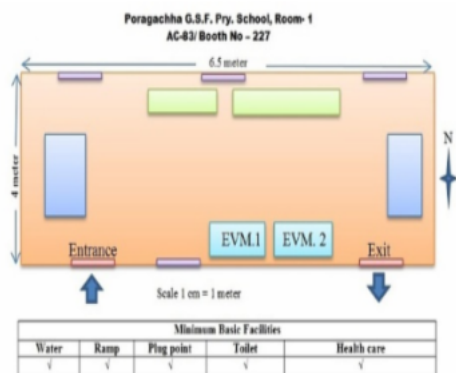 Poragachha G.S.F. Pry. School, Room- 1
AC-83/ Booth No – 227
6.5 meter
4 meter
N
EVM.1
EVM. 2
Entrance
Exit
Scale 1 cm = 1 meter
Minimum Basic Facilities
Water Ramp Plog point Toilet Health care
√ √ √ √ √